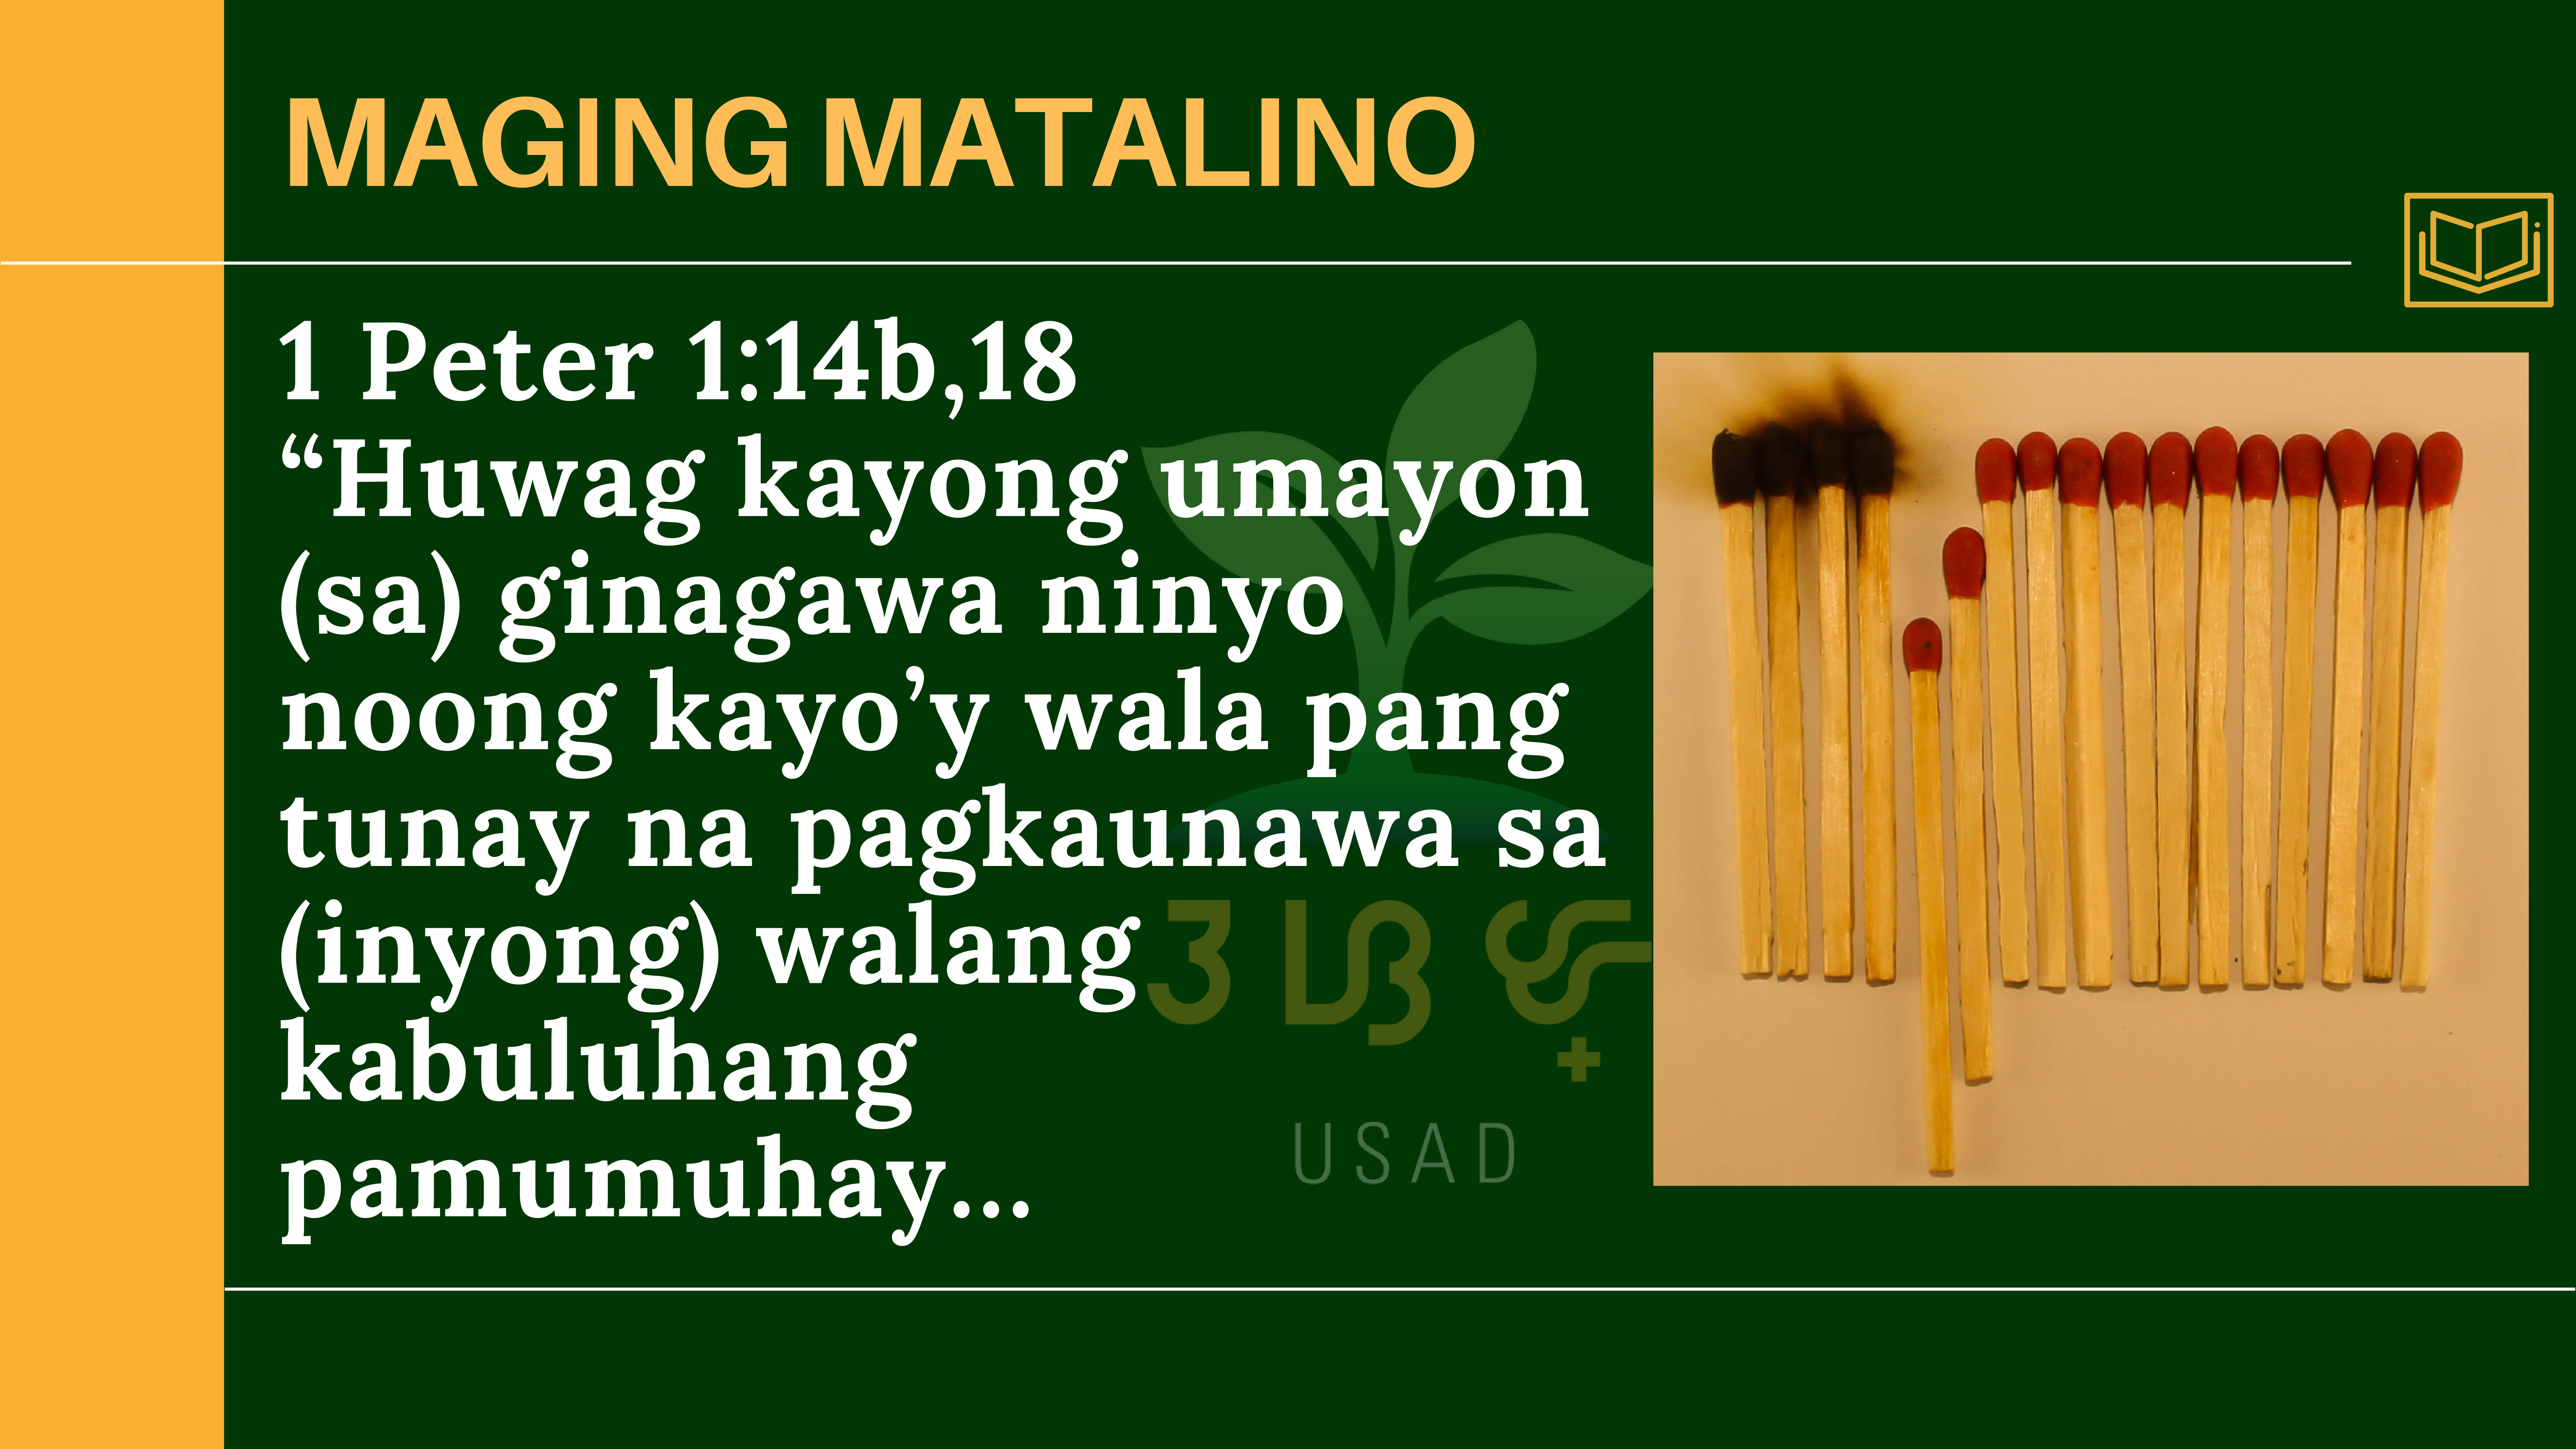 MAGING MATALINO
1 Peter 1:14b,18
“Huwag kayong umayon
(sa) ginagawa ninyo
noong kayo’y wala pang
tunay na pagkaunawa sa
(inyong) walang
kabuluhang
pamumuhay...
USAD